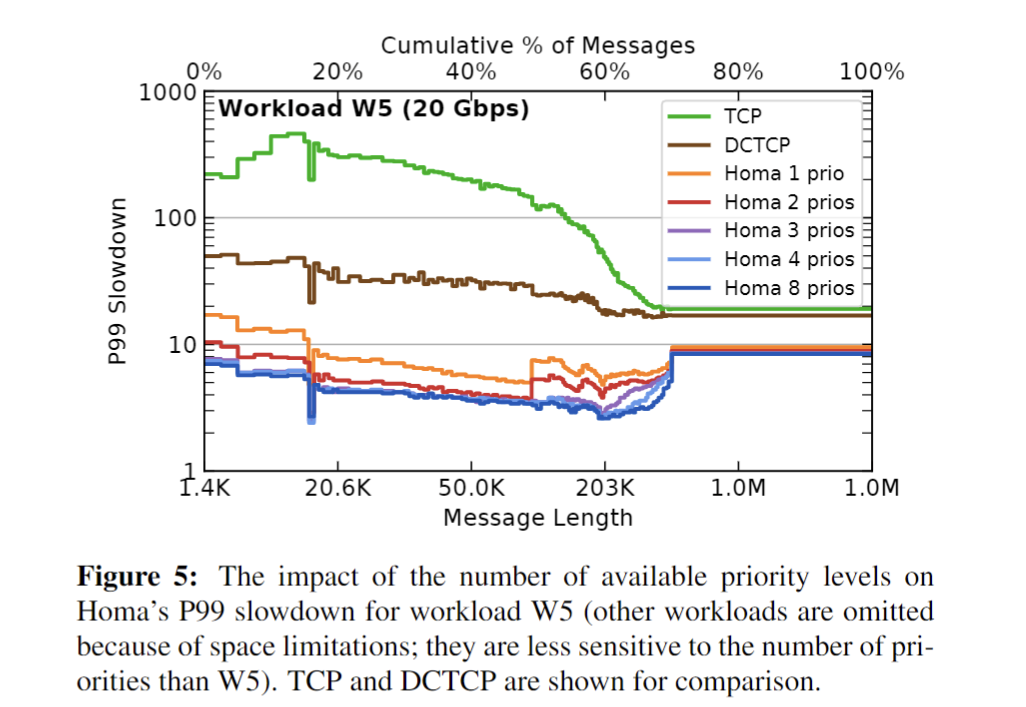 Cumulative % of Messages
0% 20% 40% 60% 80% 100%
1000
Workload W5 (20 Gbps)
TCP
DCTCP
Homa 1 prio
Homa 2 prios
Homa 3 prios
Homa 4 prios
Homa 8 prios
100
10
1
P99 Slowdown
1.4K 20.6K 50.0K 203K 1.0M 1.0M
Message Length
Figure 5: The impact of the number of available priority levels on
Homa's P99 slowdown for workload W5 (other workloads are omitted
because of space limitations; they are less sensitive to the number of pri-
orities than W5). TCP and DCTCP are shown for comparison.